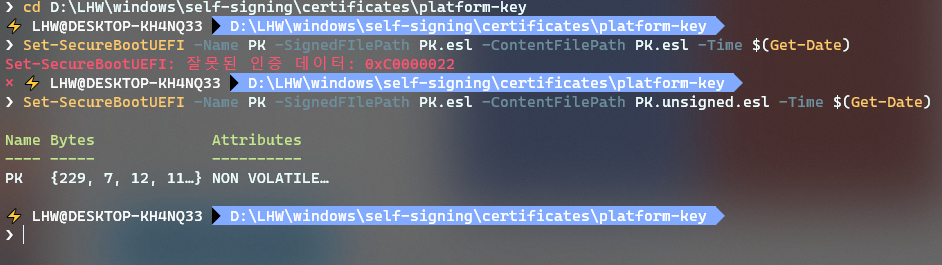 ❯ cd D:\LHW\windows\self-signing\certificates\platform-key
⚡ LHW@DESKTOP-KH4NQ33 D:\LHW\windows\self-signing\certificates\platform-key
❯ Set-SecureBootUEFI -Name PK -SignedFilePath PK.esl -ContentFilePath PK.esl -Time $(Get-Date)
Set-SecureBootUEFI: 잘못된 인증 데이터: 0xC0000022
× ⚡ LHW@DESKTOP-KH4NQ33 D:\LHW\windows\self-signing\certificates\platform-key
❯ Set-SecureBootUEFI -Name PK -SignedFIlePath PK.esl -ContentFilePath PK.unsigned.esl -Time $(Get-Date)
Name Bytes Attributes
---- ----- ----------
PK {229, 7, 12, 11…} NON VOLATILE…
⚡ LHW@DESKTOP-KH4NQ33 D:\LHW\windows\self-signing\certificates\platform-key
❯